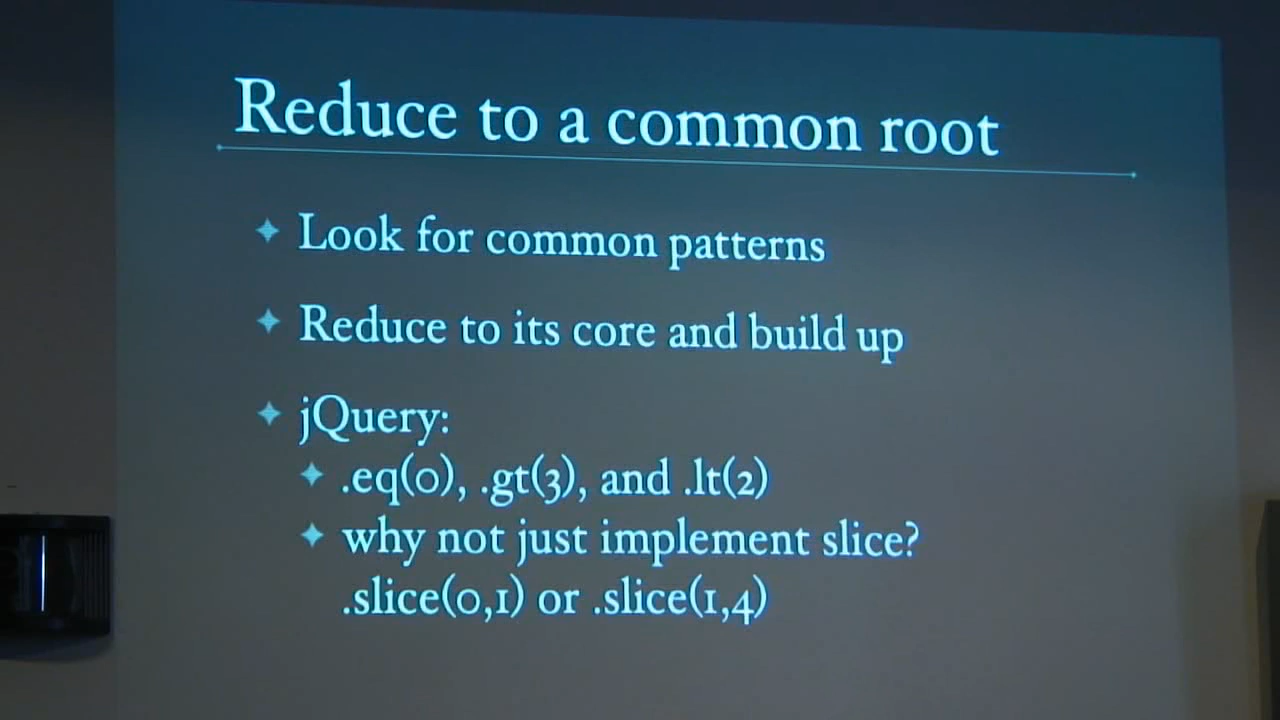 Reduce to a common root
Look for common patterns
Reduce to its core and build up
jQuery:
.eq(0), .gt(3), and .lt(2)
why not just implement slice?
.slice(0,1) or .slice(1,4)